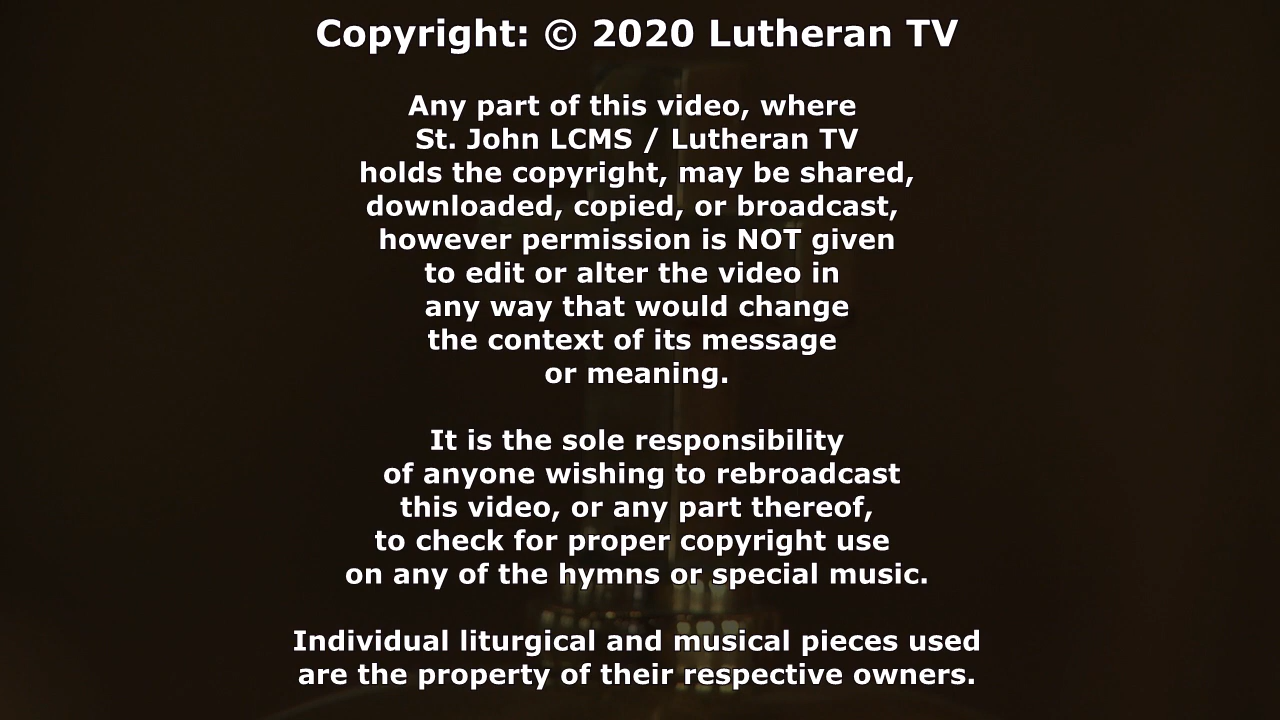 Copyright: © 2020 Lutheran TV
Any part of this video, where
St. John LCMS / Lutheran TV
holds the copyright, may be shared,
downloaded, copied, or broadcast,
however permission is NOT given
to edit or alter the video in
any way that would change
the context of its message
or meaning.
It is the sole responsibility
of anyone wishing to rebroadcast
this video, or any part thereof,
to check for proper copyright use
on any of the hymns or special music.
Individual liturgical and musical pieces used
are the property of their respective owners.